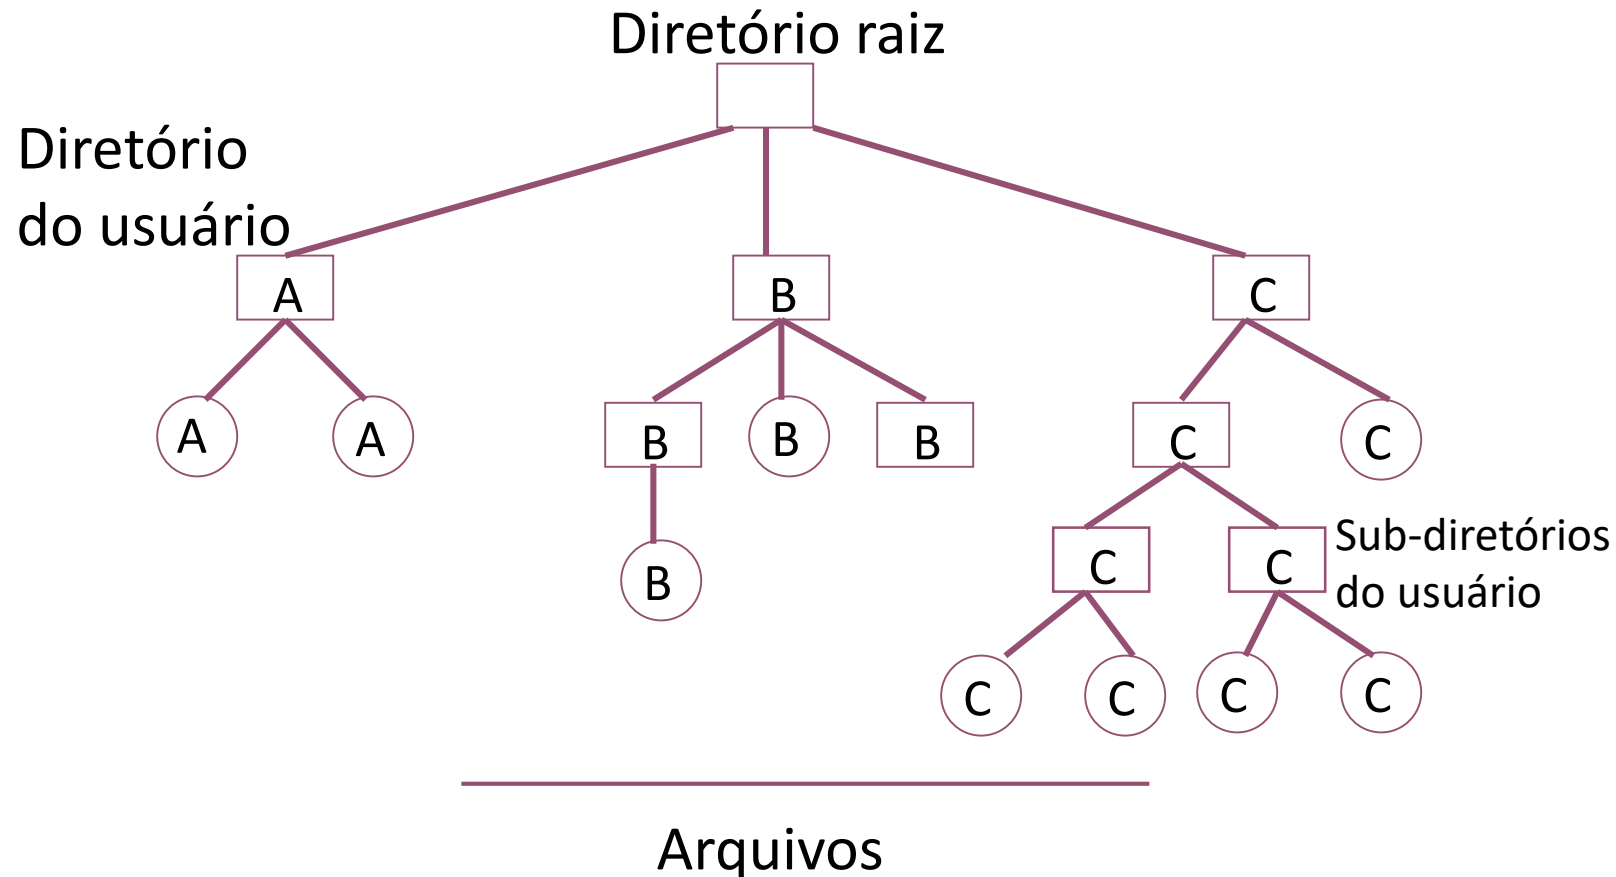 Diretório raiz
Diretório
do usuário
A B C
A A B B B C C
C C Sub-diretórios
do usuário
B
C C C C
Arquivos